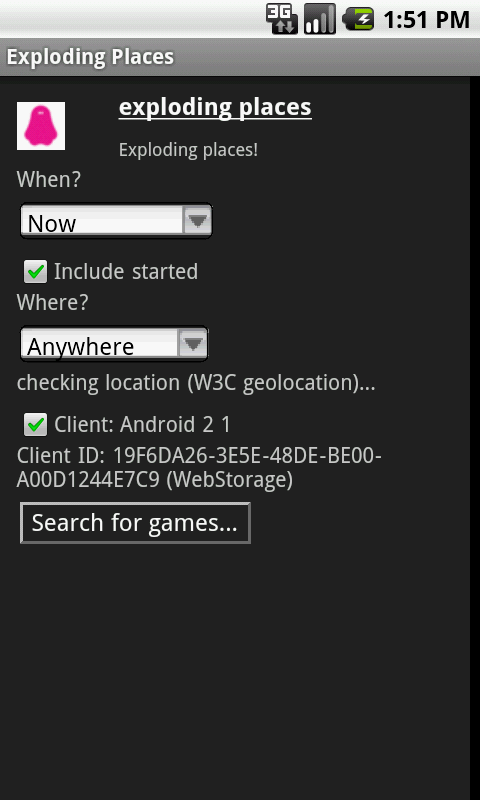 3G 1:51 PM
Exploding Places
exploding places
Exploding places!
When?
Now
Include started
Where?
Anywhere
checking location (W3C geolocation)...
Client: Android 2 1
Client ID: 19F6DA26-3E5E-48DE-BE00-
A00D1244E7C9 (WebStorage)
Search for games...